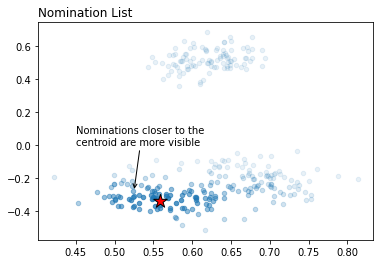 Nomination List
0.6
0.4
0.2
0.0
−0.2
−0.4
Nominations closer to the
centroid are more visible
0.45 0.50 0.55 0.60 0.65 0.70 0.75 0.80